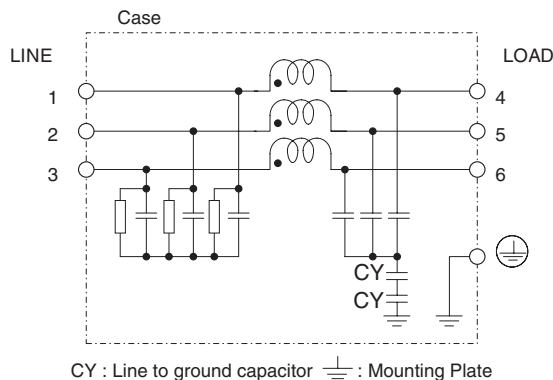 Case
LINE
LOAD
1
4
2
5
3
6
CY
CY
CY : Line to ground capacitor : Mounting Plate